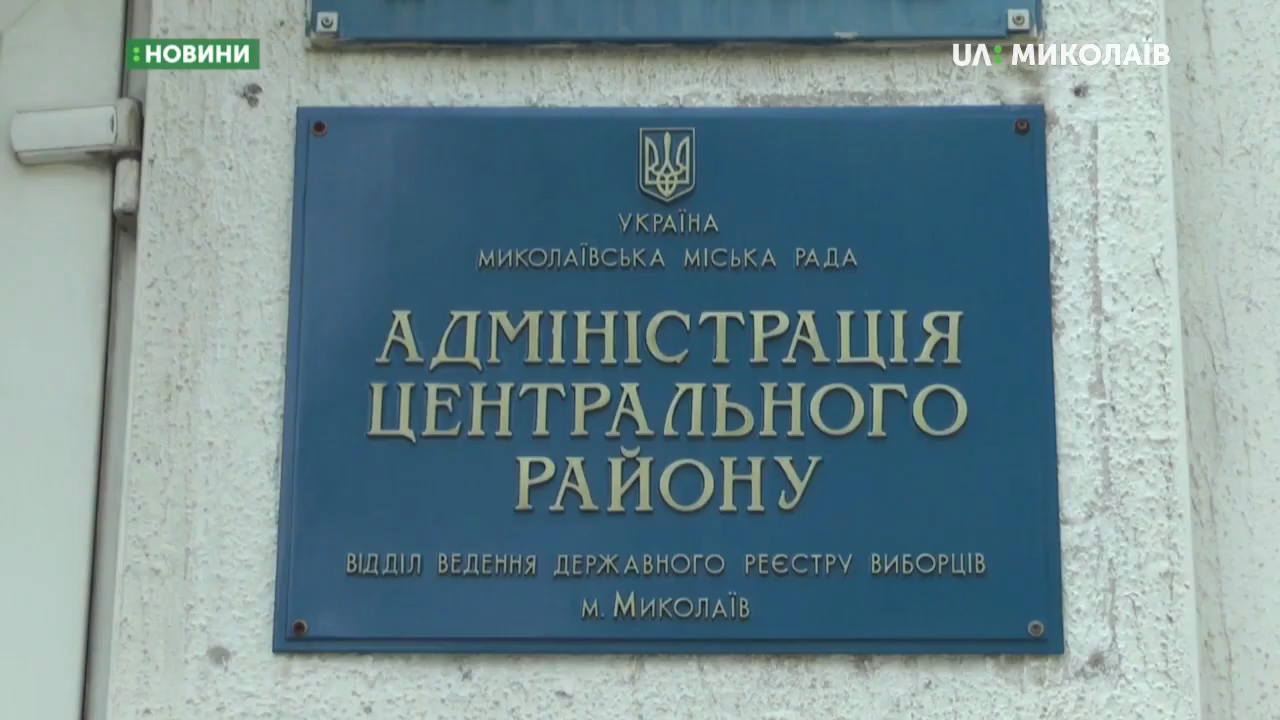 :НОВИНИ
UA: МИКОЛАЇВ
УКРАЇНА
МИКОЛАЇВСЬКА МІСЬКА РАДА
АДМІНІСТРАЦІЯ
ЦЕНТРАЛЬНОГО
РАЙОНУ
ВІДДІЛ ВЕДЕННЯ ДЕРЖАВНОГО РЕЄСТРУ ВИБОРЦІВ
м. Миколаїв